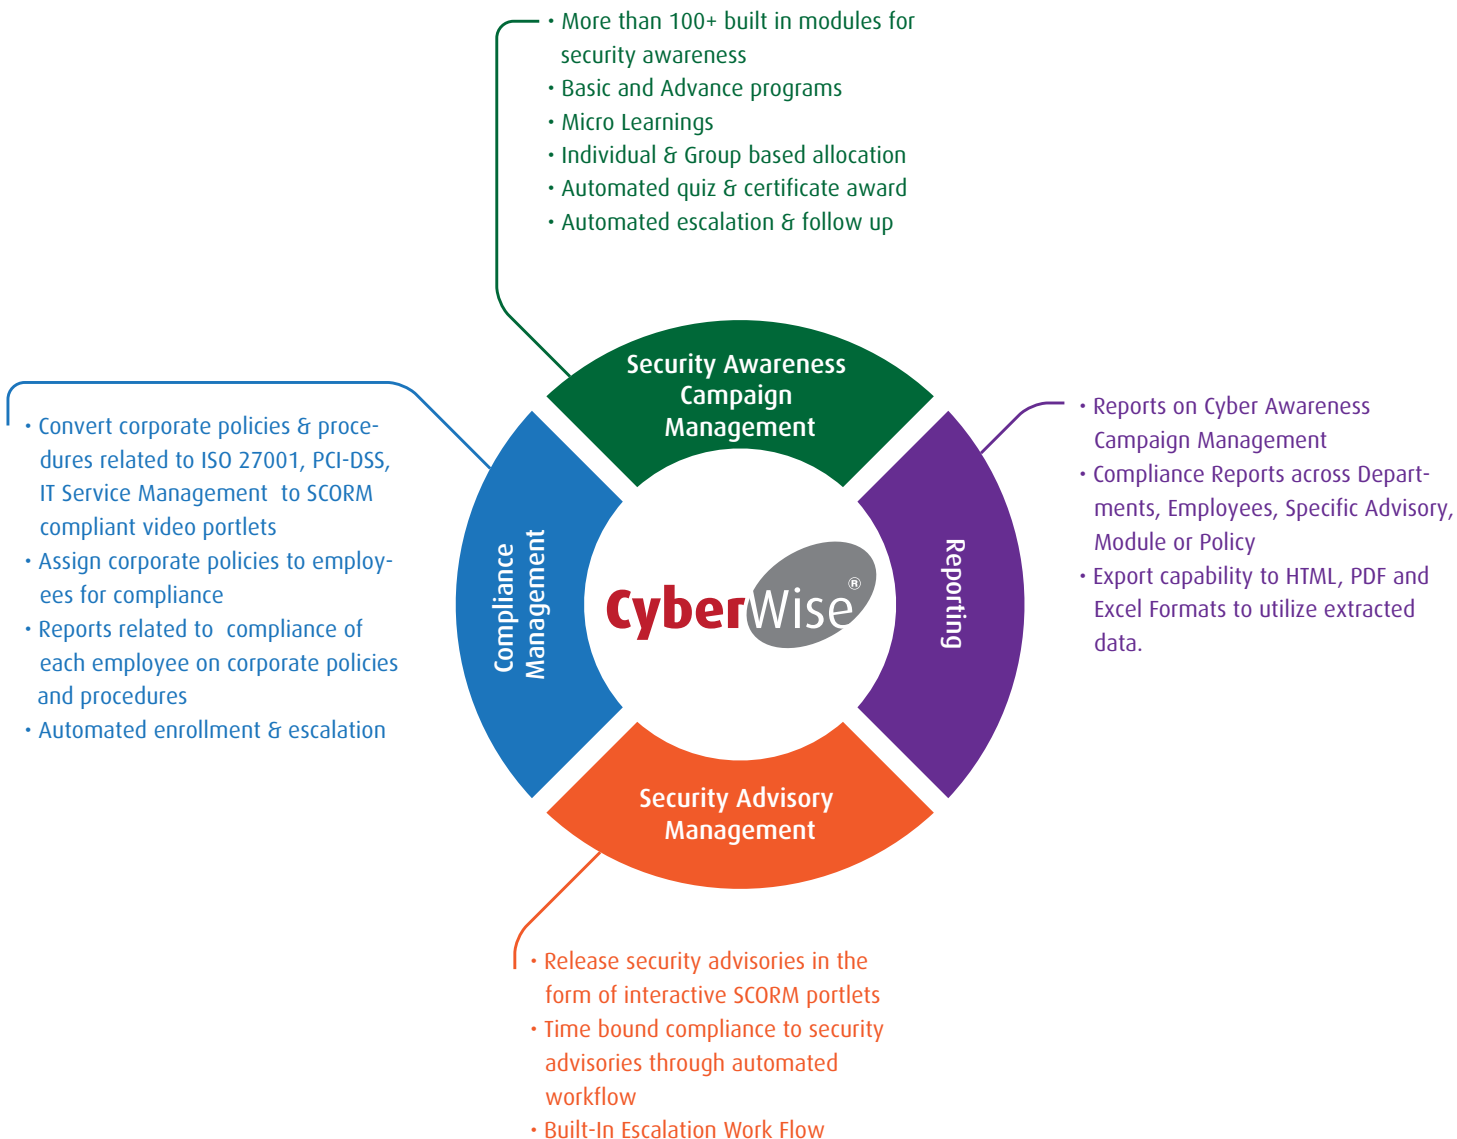 • More than 100+ built in modules for
security awareness
• Basic and Advance programs
• Micro Learnings
• Individual & Group based allocation
• Automated quiz & certificate award
• Automated escalation & follow up
Security Awareness
Campaign
Management
• Convert corporate policies & proce-
dures related to ISO 27001, PCI-DSS,
IT Service Management to SCORM
compliant video portlets
• Assign corporate policies to employ-
ees for compliance
• Reports related to compliance of
each employee on corporate policies
and procedures
• Automated enrollment & escalation
Compliance
Management
CyberWise®
Reporting
• Reports on Cyber Awareness
Campaign Management
• Compliance Reports across Depart-
ments, Employees, Specific Advisory,
Module or Policy
• Export capability to HTML, PDF and
Excel Formats to utilize extracted
data.
Security Advisory
Management
• Release security advisories in the
form of interactive SCORM portlets
• Time bound compliance to security
advisories through automated
workflow
• Built-In Escalation Work Flow